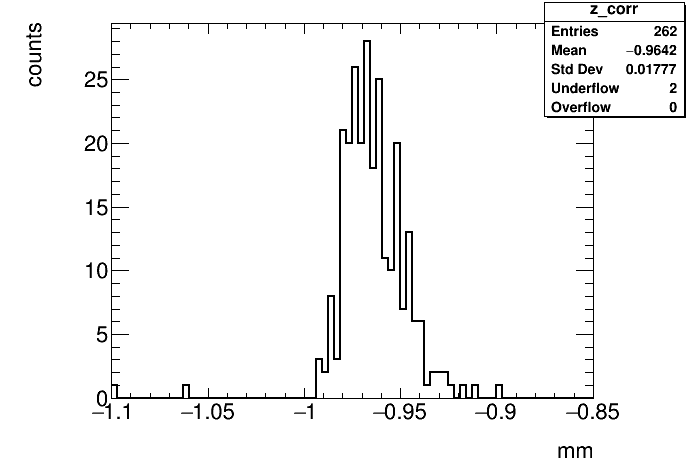 z_corr
Entries 262
Mean −0.9642
Std Dev 0.01777
Underflow 2
Overflow 0
counts
25
20
15
10
5
0
−1.1 −1.05 −1 −0.95 −0.9 −0.85
mm